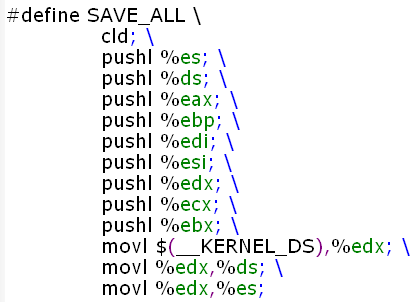 #define SAVE_ALL \
cld; \
pushl %es; \
pushl %ds; \
pushl %eax; \
pushl %ebp; \
pushl %edi; \
pushl %esi; \
pushl %edx; \
pushl %ecx; \
pushl %ebx; \
movl $(__KERNEL_DS),%edx; \
movl %edx,%ds; \
movl %edx,%es;